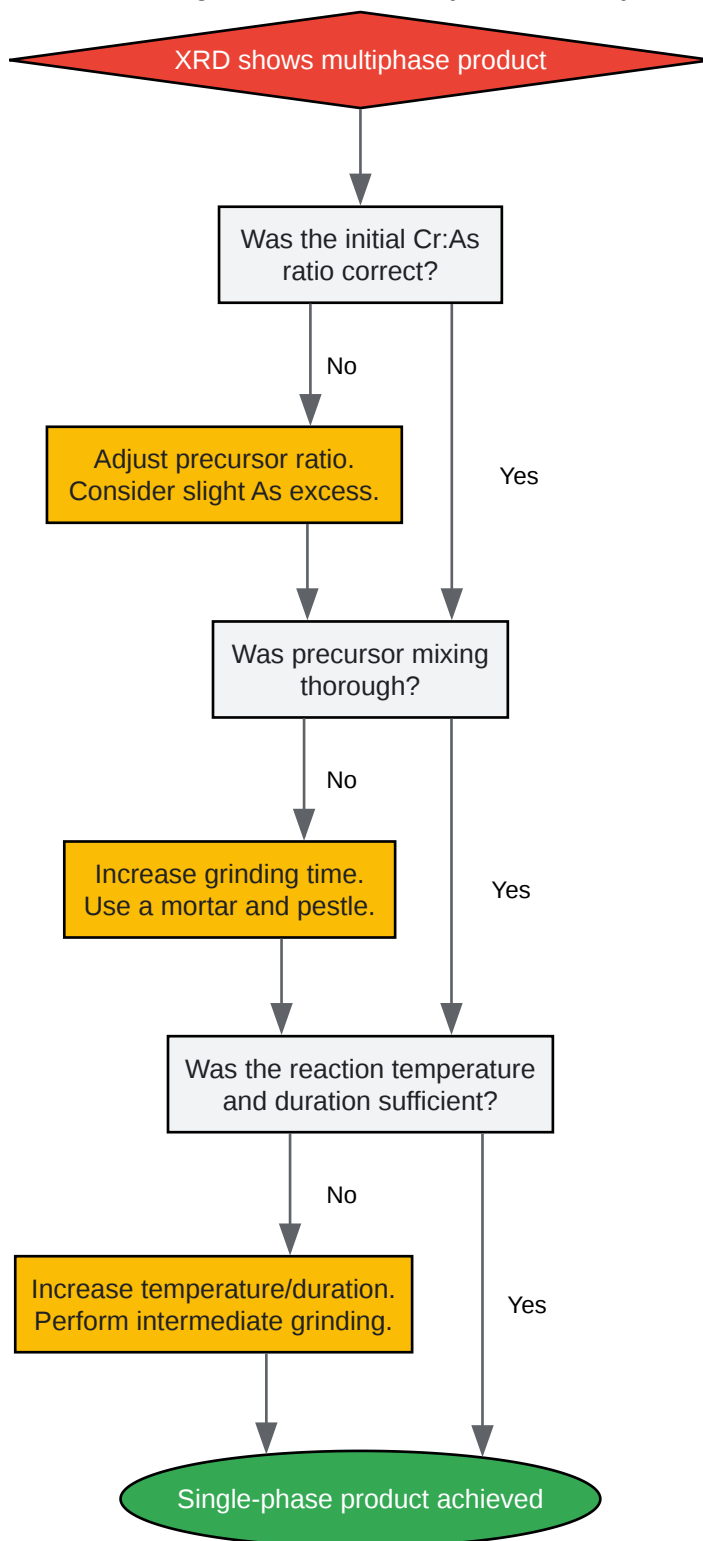 XRD shows multiphase product
Was the initial Cr:As
ratio correct?
No
Adjust precursor ratio.
Consider slight As excess.
Yes
Was precursor mixing
thorough?
No
Increase grinding time.
Use a mortar and pestle.
Yes
Was the reaction temperature
and duration sufficient?
No
Increase temperature/duration.
Perform intermediate grinding.
Yes
Single-phase product achieved